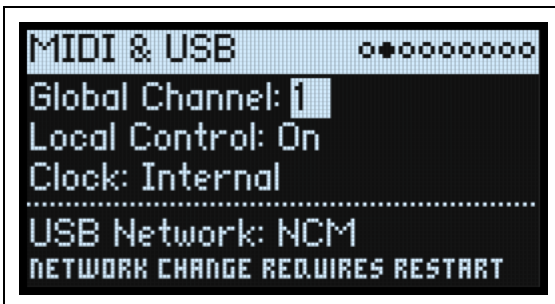 MIDI & USB
Global Channel: 1
Local Control: On
Clock: Internal
USB Network: NCM
NETWORK CHANGE REQUIRES RESTART